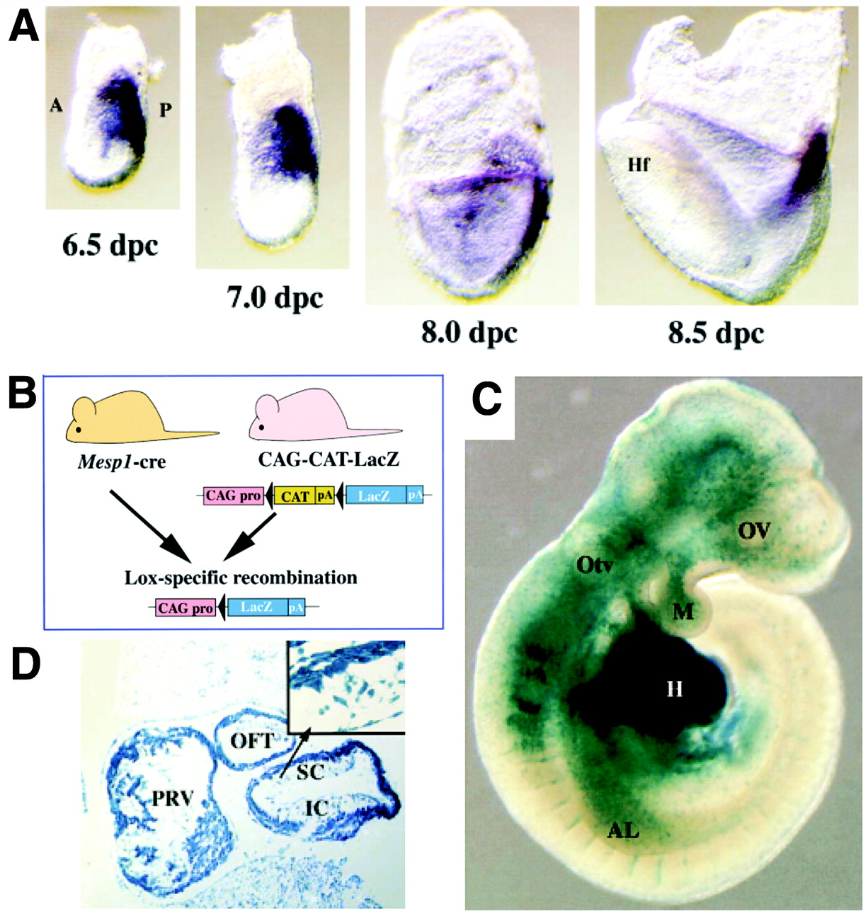 A
A
P
Hf
6.5 dpc
7.0 dpc
8.0 dpc
8.5 dpc
B
Mesp1-cre
CAG-CAT-LacZ
CAG pro
CAT
pA
LacZ
pA
Lox-specific recombination
CAG pro
LacZ
pA
C
OV
Otv
M
H
AL
D
OFT
SC
PRV
IC